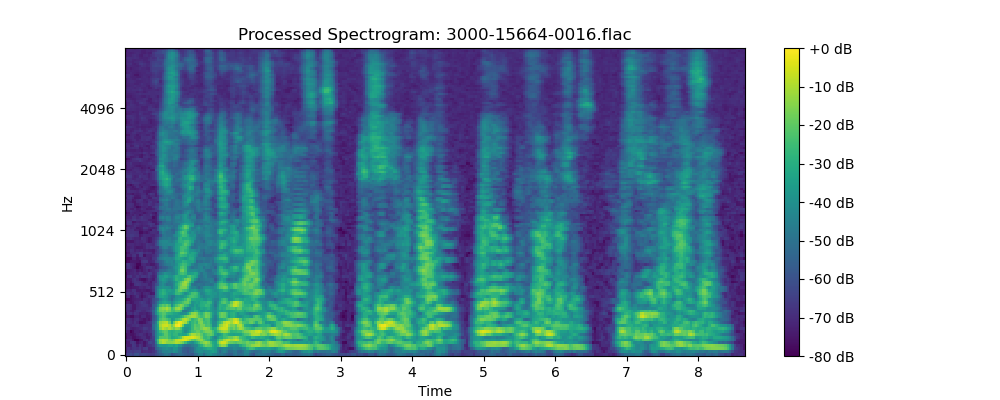 Processed Spectrogram: 3000-15664-0016.flac
Hz
4096
2048
1024
512
0
0 1 2 3 4 5 6 7 8
Time
+0 dB
-10 dB
-20 dB
-30 dB
-40 dB
-50 dB
-60 dB
-70 dB
-80 dB